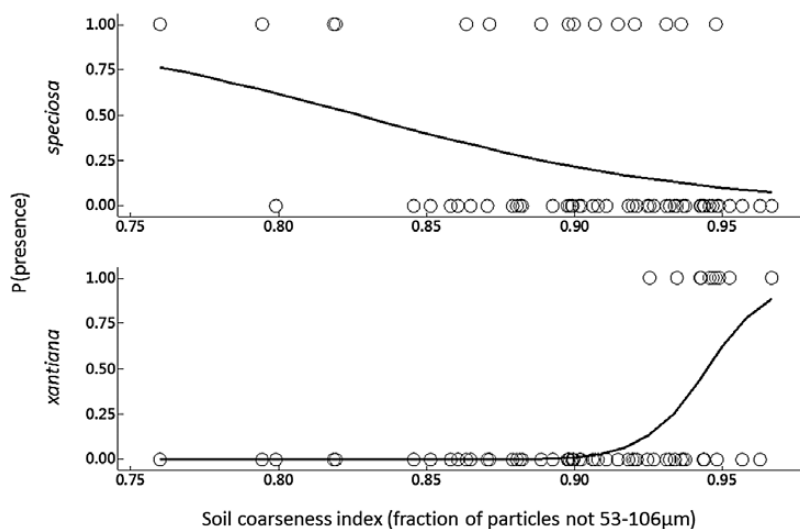 1.00
0.75
0.50
0.25
0.00
speciosa
0.75 0.80 0.85 0.90 0.95
P(presence)
1.00
0.75
0.50
0.25
0.00
xantiana
0.75 0.80 0.85 0.90 0.95
Soil coarseness index (fraction of particles not 53-106µm)